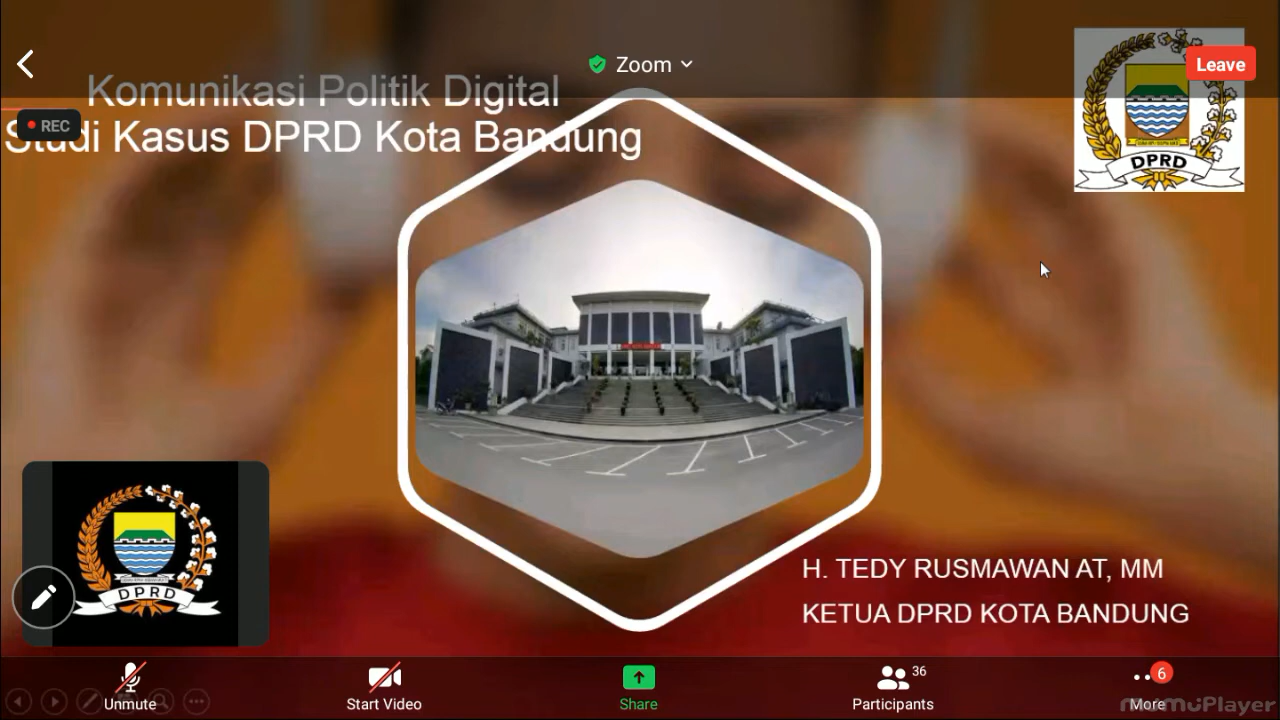 Zoom
Leave
Komunikasi Politik Digital
REC
Studi Kasus DPRD Kota Bandung
DPRD
DPRD
H. TEDY RUSMAWAN AT, MM
KETUA DPRD KOTA BANDUNG
36
6
Unmute
Start Video
Share
Participants
More
MuMuPlayer